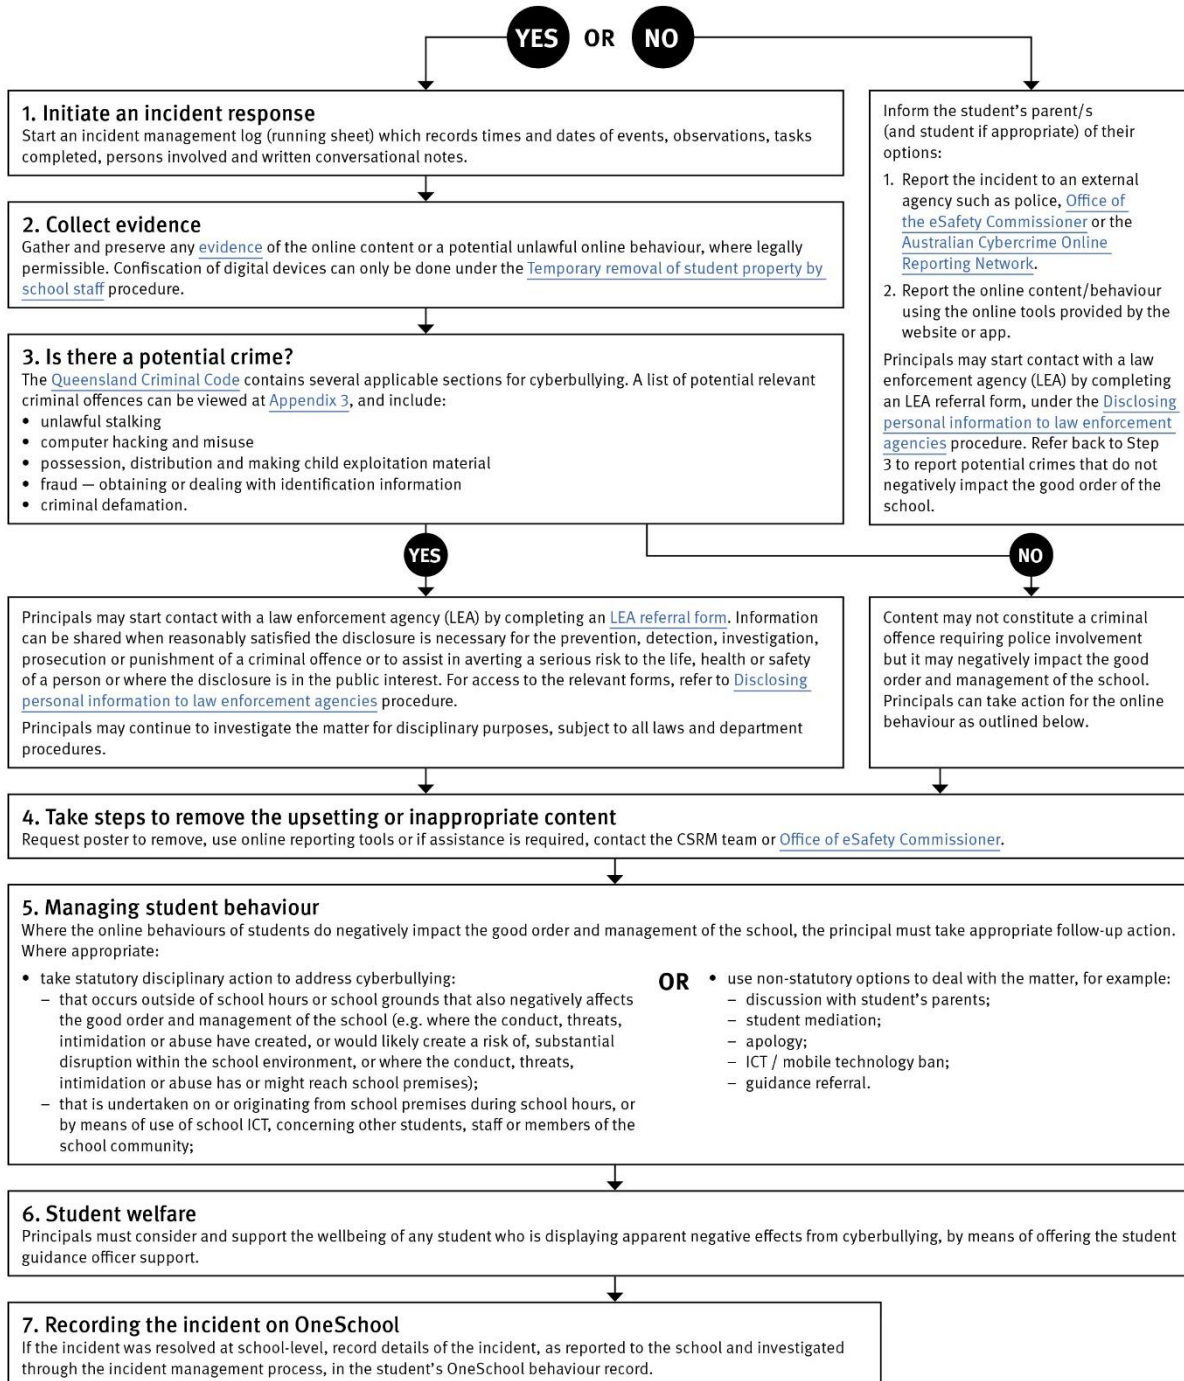 YES OR NO
1. Initiate an incident response
Start an incident management log (running sheet) which records times and dates of events, observations, tasks
completed, persons involved and written conversational notes.
2. Collect evidence
Gather and preserve any evidence of the online content or a potential unlawful online behaviour, where legally
permissible. Confiscation of digital devices can only be done under the Temporary removal of student property by
school staff procedure.
3. Is there a potential crime?
The Queensland Criminal Code contains several applicable sections for cyberbullying. A list of potential relevant
criminal offences can be viewed at Appendix 3, and include:
• unlawful stalking
• computer hacking and misuse
• possession, distribution and making child exploitation material
• fraud — obtaining or dealing with identification information
• criminal defamation.
Inform the student's parent/s
(and student if appropriate) of their
options:
1. Report the incident to an external
agency such as police, Office of
the eSafety Commissioner or the
Australian Cybercrime Online
Reporting Network.
2. Report the online content/behaviour
using the online tools provided by the
website or app.
Principals may start contact with a law
enforcement agency (LEA) by completing
an LEA referral form, under the Disclosing
personal information to law enforcement
agencies procedure. Refer back to Step
3 to report potential crimes that do not
negatively impact the good order of the
school.
YES
NO
Principals may start contact with a law enforcement agency (LEA) by completing an LEA referral form. Information
can be shared when reasonably satisfied the disclosure is necessary for the prevention, detection, investigation,
prosecution or punishment of a criminal offence or to assist in averting a serious risk to the life, health or safety
of a person or where the disclosure is in the public interest. For access to the relevant forms, refer to Disclosing
personal information to law enforcement agencies procedure.
Principals may continue to investigate the matter for disciplinary purposes, subject to all laws and department
procedures.
Content may not constitute a criminal
offence requiring police involvement
but it may negatively impact the good
order and management of the school.
Principals can take action for the online
behaviour as outlined below.
4. Take steps to remove the upsetting or inappropriate content
Request poster to remove, use online reporting tools or if assistance is required, contact the CSRM team or Office of eSafety Commissioner.
5. Managing student behaviour
Where the online behaviours of students do negatively impact the good order and management of the school, the principal must take appropriate follow-up action.
Where appropriate:
• take statutory disciplinary action to address cyberbullying:
– that occurs outside of school hours or school grounds that also negatively affects
the good order and management of the school (e.g. where the conduct, threats,
intimidation or abuse have created, or would likely create a risk of, substantial
disruption within the school environment, or where the conduct, threats,
intimidation or abuse has or might reach school premises);
– that is undertaken on or originating from school premises during school hours, or
by means of use of school ICT, concerning other students, staff or members of the
school community;
OR
• use non-statutory options to deal with the matter, for example:
– discussion with student's parents;
– student mediation;
– apology;
– ICT / mobile technology ban;
– guidance referral.
6. Student welfare
Principals must consider and support the wellbeing of any student who is displaying apparent negative effects from cyberbullying, by means of offering the student
guidance officer support.
7. Recording the incident on OneSchool
If the incident was resolved at school-level, record details of the incident, as reported to the school and investigated
through the incident management process, in the student's OneSchool behaviour record.